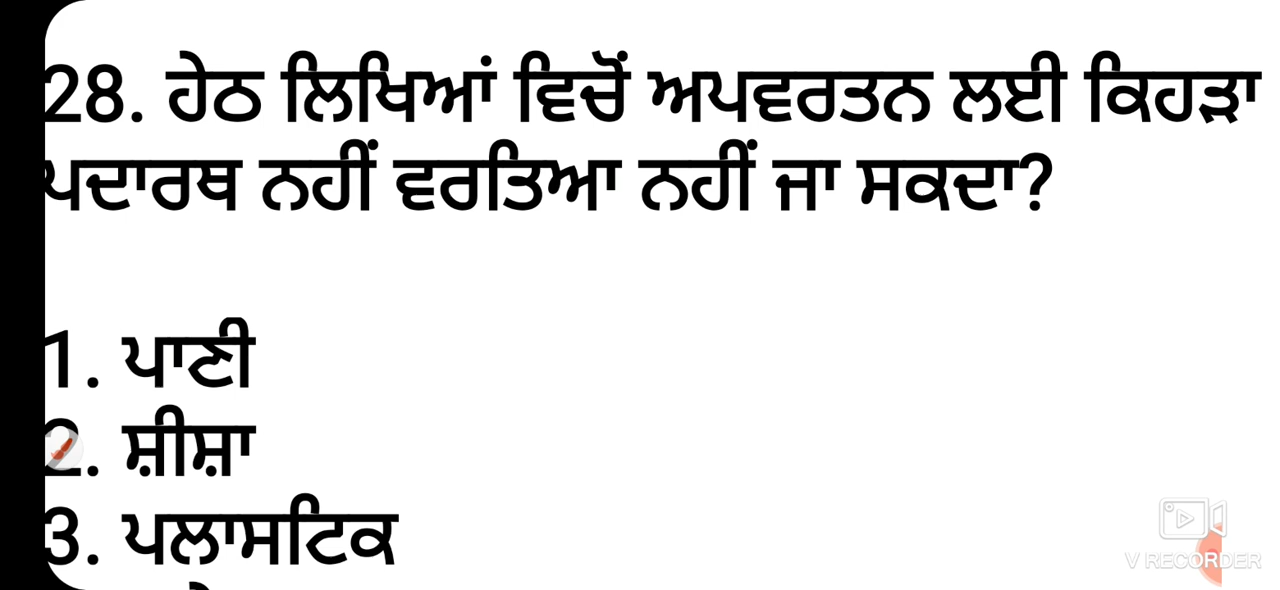 28. ਹੇਠ ਲਿਖਿਆਂ ਵਿਚੋਂ ਅਪਵਰਤਨ ਲਈ ਕਿਹੜਾ
ਪਦਾਰਥ ਨਹੀਂ ਵਰਤਿਆ ਨਹੀਂ ਜਾ ਸਕਦਾ?
1. ਪਾਣੀ
2. ਸ਼ੀਸ਼ਾ
3. ਪਲਾਸਟਿਕ
V RECORDER